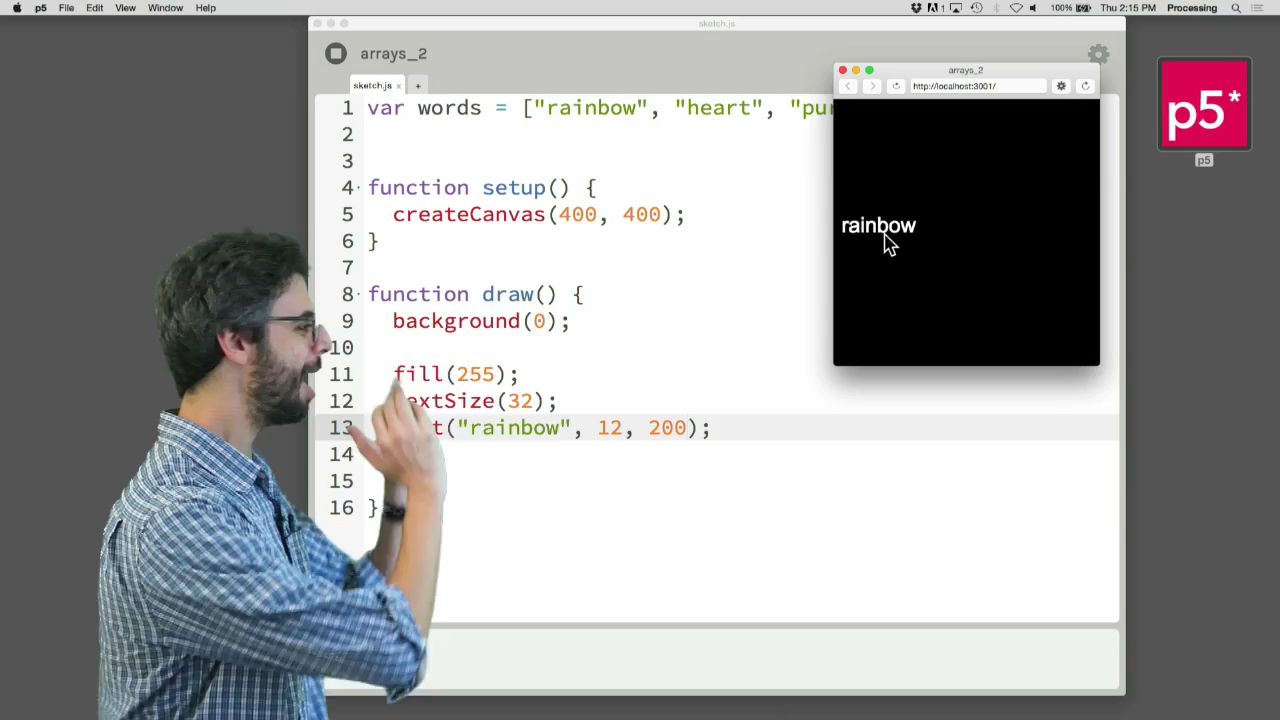 p5 File Edit View Window Help
1 100% Thu 2:15 PM Processing
sketch.js
arrays_2
sketch.js x +
1 var words = ["rainbow", "heart", "pur
2
3
4 function setup() {
5 createCanvas(400, 400);
6 }
7
8 function draw() {
9 background(0);
10
11 fill(255);
12 extSize(32);
13 t("rainbow", 12, 200);
14
15
16 }
arrays_2
http://localhost:3001/
rainbow
p5*
p5